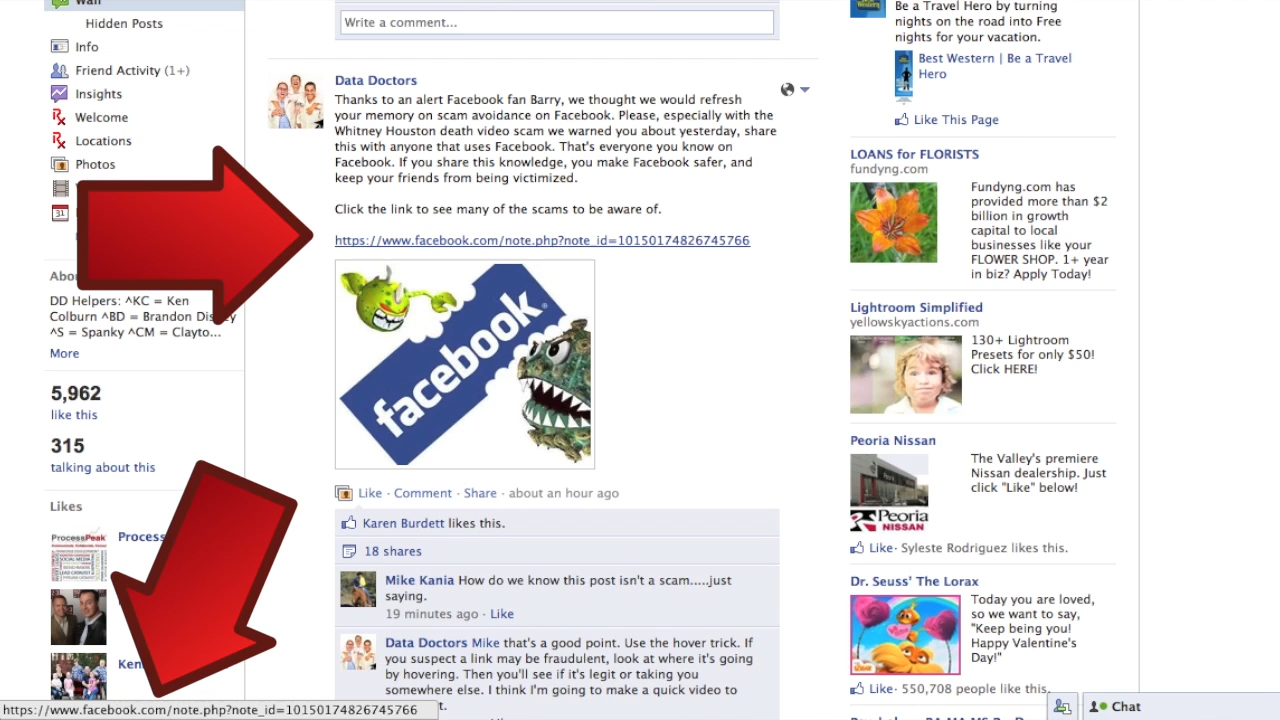 Wall
Hidden Posts
Info
Friend Activity (1+)
Insights
Welcome
Locations
Photos
31
About
DD Helpers: ^KC = Ken
Colburn ^BD = Brandon Disney
^S = Spanky ^CM = Clayto...
More
5,962
like this
315
talking about this
Likes
ProcessPeak
SOCIAL MEDIA
Process
Ken
https://www.facebook.com/note.php?note_id=10150174826745766
Write a comment...
Data Doctors
Thanks to an alert Facebook fan Barry, we thought we would refresh
your memory on scam avoidance on Facebook. Please, especially with the
Whitney Houston death video scam we warned you about yesterday, share
this with anyone that uses Facebook. That's everyone you know on
Facebook. If you share this knowledge, you make Facebook safer, and
keep your friends from being victimized.
Click the link to see many of the scams to be aware of.
https://www.facebook.com/note.php?note_id=10150174826745766
facebook
Like · Comment · Share · about an hour ago
Karen Burdett likes this.
18 shares
Mike Kania How do we know this post isn't a scam.....just
saying.
19 minutes ago · Like
Data Doctors Mike that's a good point. Use the hover trick. If
you suspect a link may be fraudulent, look at where it's going
by hovering. Then you'll see if it's legit or taking you
somewhere else. I think I'm going to make a quick video to
t.
Be a Travel Hero by turning
nights on the road into Free
nights for your vacation.
Best Western | Be a Travel
Hero
Like This Page
LOANS for FLORISTS
fundyng.com
Fundyng.com has
provided more than $2
billion in growth
capital to local
businesses like your
FLOWER SHOP. 1+ year
in biz? Apply Today!
Lightroom Simplified
yellowskyactions.com
130+ Lightroom
Presets for only $50!
Click HERE!
Peoria Nissan
The Valley's premiere
Nissan dealership. Just
click "Like" below!
Peoria
NISSAN
Like · Syleste Rodriguez likes this.
Dr. Seuss' The Lorax
Today you are loved,
so we want to say,
"Keep being you!
Happy Valentine's
Day!"
Like · 550,708 people like this.
Chat